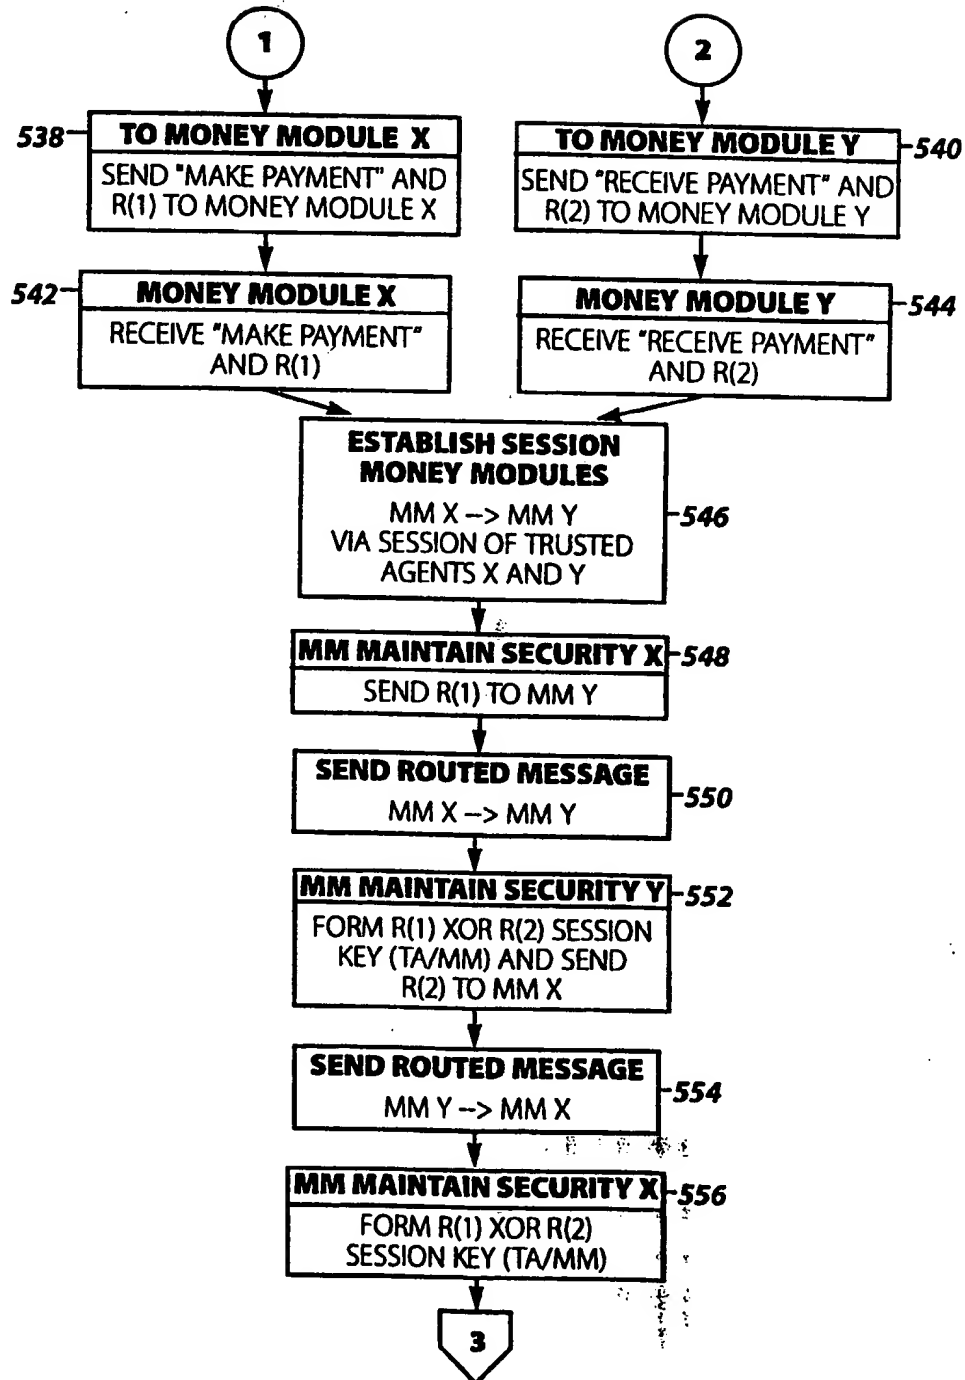 1
538
TO MONEY MODULE X
SEND "MAKE PAYMENT" AND
R(1) TO MONEY MODULE X
2
TO MONEY MODULE Y
540
SEND "RECEIVE PAYMENT" AND
R(2) TO MONEY MODULE Y
542
MONEY MODULE X
RECEIVE "MAKE PAYMENT"
AND R(1)
MONEY MODULE Y
544
RECEIVE "RECEIVE PAYMENT"
AND R(2)
ESTABLISH SESSION
MONEY MODULES
MM X --> MM Y
VIA SESSION OF TRUSTED
AGENTS X AND Y
546
MM MAINTAIN SECURITY X
548
SEND R(1) TO MM Y
SEND ROUTED MESSAGE
MM X --> MM Y
550
MM MAINTAIN SECURITY Y
552
FORM R(1) XOR R(2) SESSION
KEY (TA/MM) AND SEND
R(2) TO MM X
SEND ROUTED MESSAGE
MM Y --> MM X
554
MM MAINTAIN SECURITY X
556
FORM R(1) XOR R(2)
SESSION KEY (TA/MM)
3